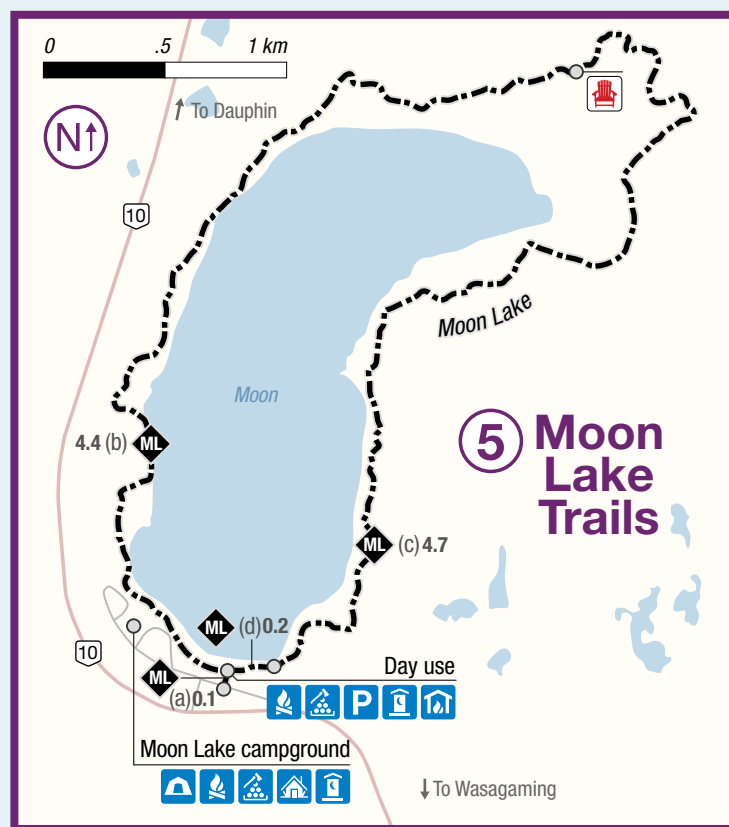 0 .5 1 km
N↑
↑ To Dauphin
10
Moon Lake
Moon
5 Moon
Lake
Trails
4.4 (b) ML
ML (c) 4.7
ML (d) 0.2
10
ML
(a) 0.1
Day use
P
Moon Lake campground
↓ To Wasagaming